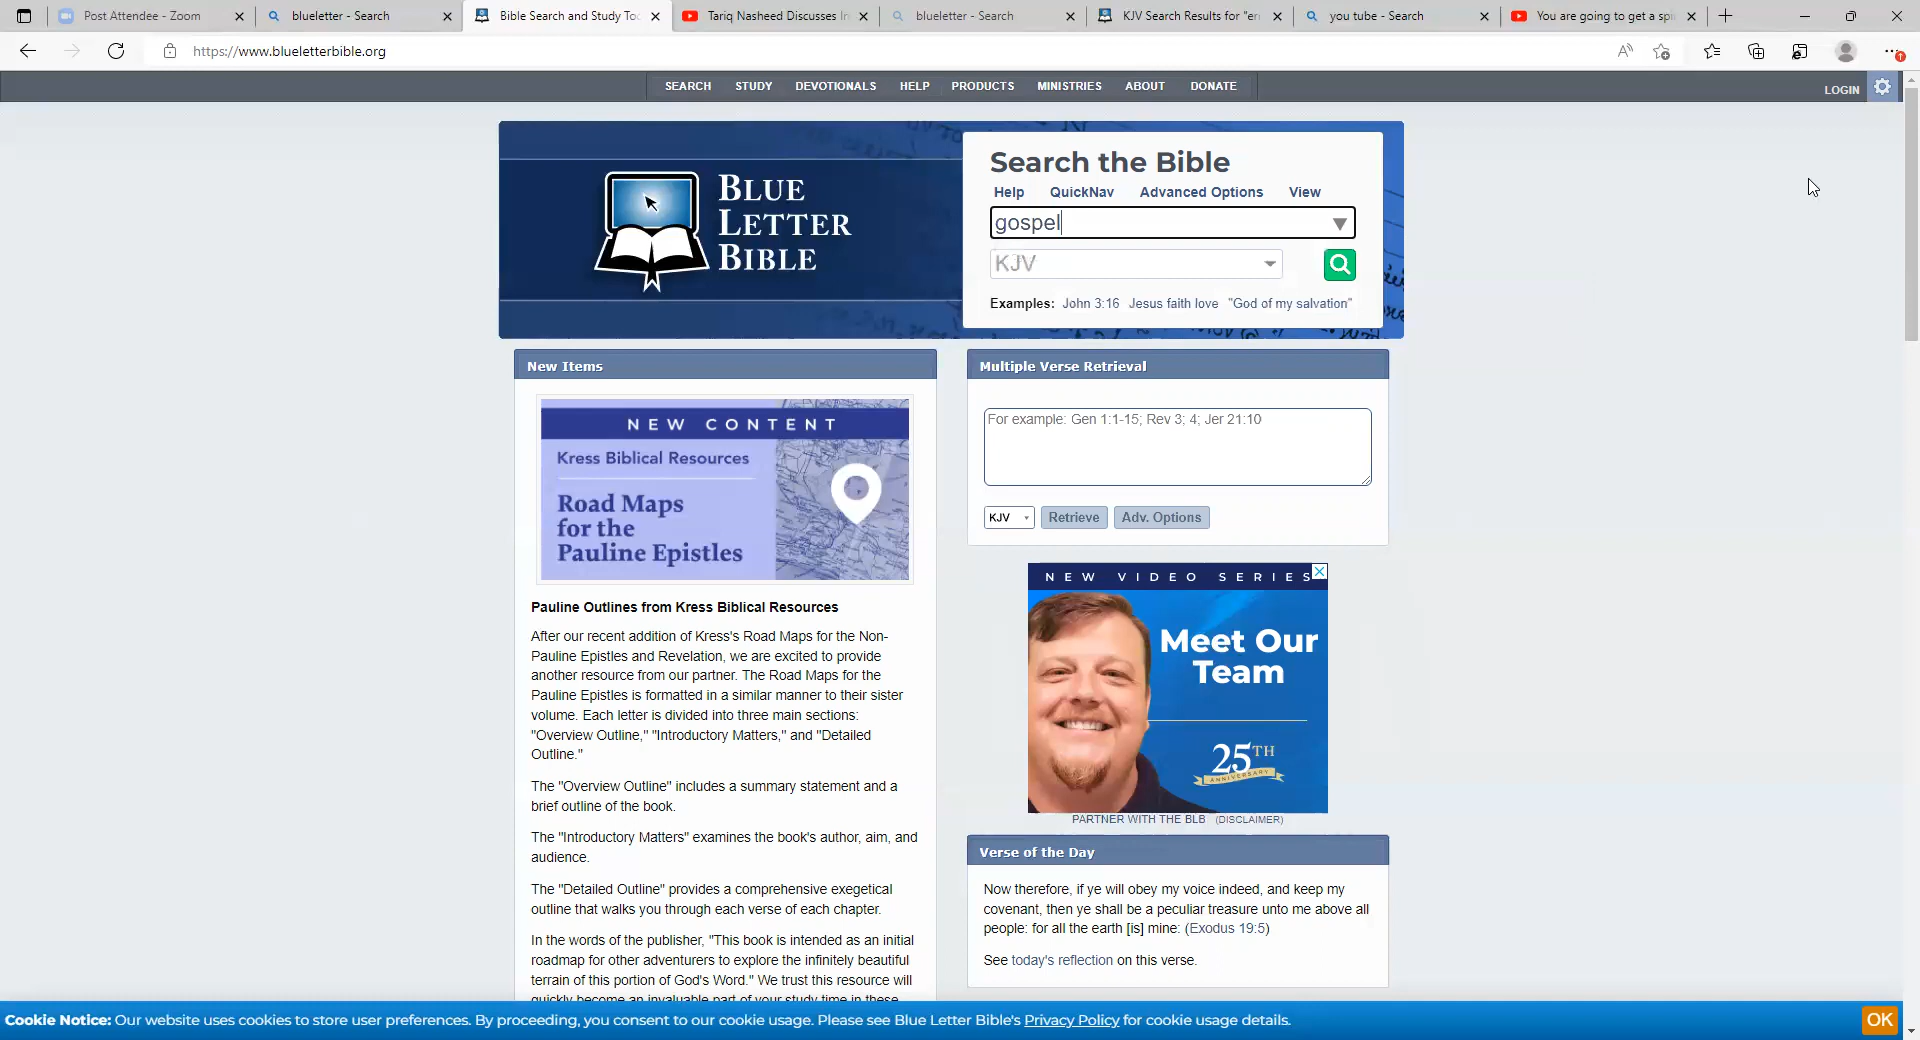 Post Attendee - Zoom
blueletter - Search
Bible Search and Study Too
Tariq Nasheed Discusses In
blueletter - Search
KJV Search Results for "er
you tube - Search
You are going to get a spi
https://www.blueletterbible.org
SEARCH STUDY DEVOTIONALS HELP PRODUCTS MINISTRIES ABOUT DONATE
LOGIN
BLUE
LETTER
BIBLE
Search the Bible
Help QuickNav Advanced Options View
gospel
KJV
Examples: John 3:16 Jesus faith love "God of my salvation"
New Items
NEW CONTENT
Kress Biblical Resources
Road Maps
for the
Pauline Epistles
Pauline Outlines from Kress Biblical Resources
After our recent addition of Kress's Road Maps for the Non-
Pauline Epistles and Revelation, we are excited to provide
another resource from our partner. The Road Maps for the
Pauline Epistles is formatted in a similar manner to their sister
volume. Each letter is divided into three main sections:
"Overview Outline," "Introductory Matters," and "Detailed
Outline."
The "Overview Outline" includes a summary statement and a
brief outline of the book.
The "Introductory Matters" examines the book's author, aim, and
audience.
The "Detailed Outline" provides a comprehensive exegetical
outline that walks you through each verse of each chapter.
In the words of the publisher, "This book is intended as an initial
roadmap for other adventurers to explore the infinitely beautiful
terrain of this portion of God's Word." We trust this resource will
quickly become an invaluable part of your study time in these
Multiple Verse Retrieval
For example: Gen 1:1-15; Rev 3; 4; Jer 21:10
KJV Retrieve Adv. Options
NEW VIDEO SERIES
Meet Our
Team
25TH
ANNIVERSARY
PARTNER WITH THE BLB (DISCLAIMER)
Verse of the Day
Now therefore, if ye will obey my voice indeed, and keep my
covenant, then ye shall be a peculiar treasure unto me above all
people: for all the earth [is] mine: (Exodus 19:5)
See today's reflection on this verse.
Cookie Notice: Our website uses cookies to store user preferences. By proceeding, you consent to our cookie usage. Please see Blue Letter Bible's Privacy Policy for cookie usage details.
OK